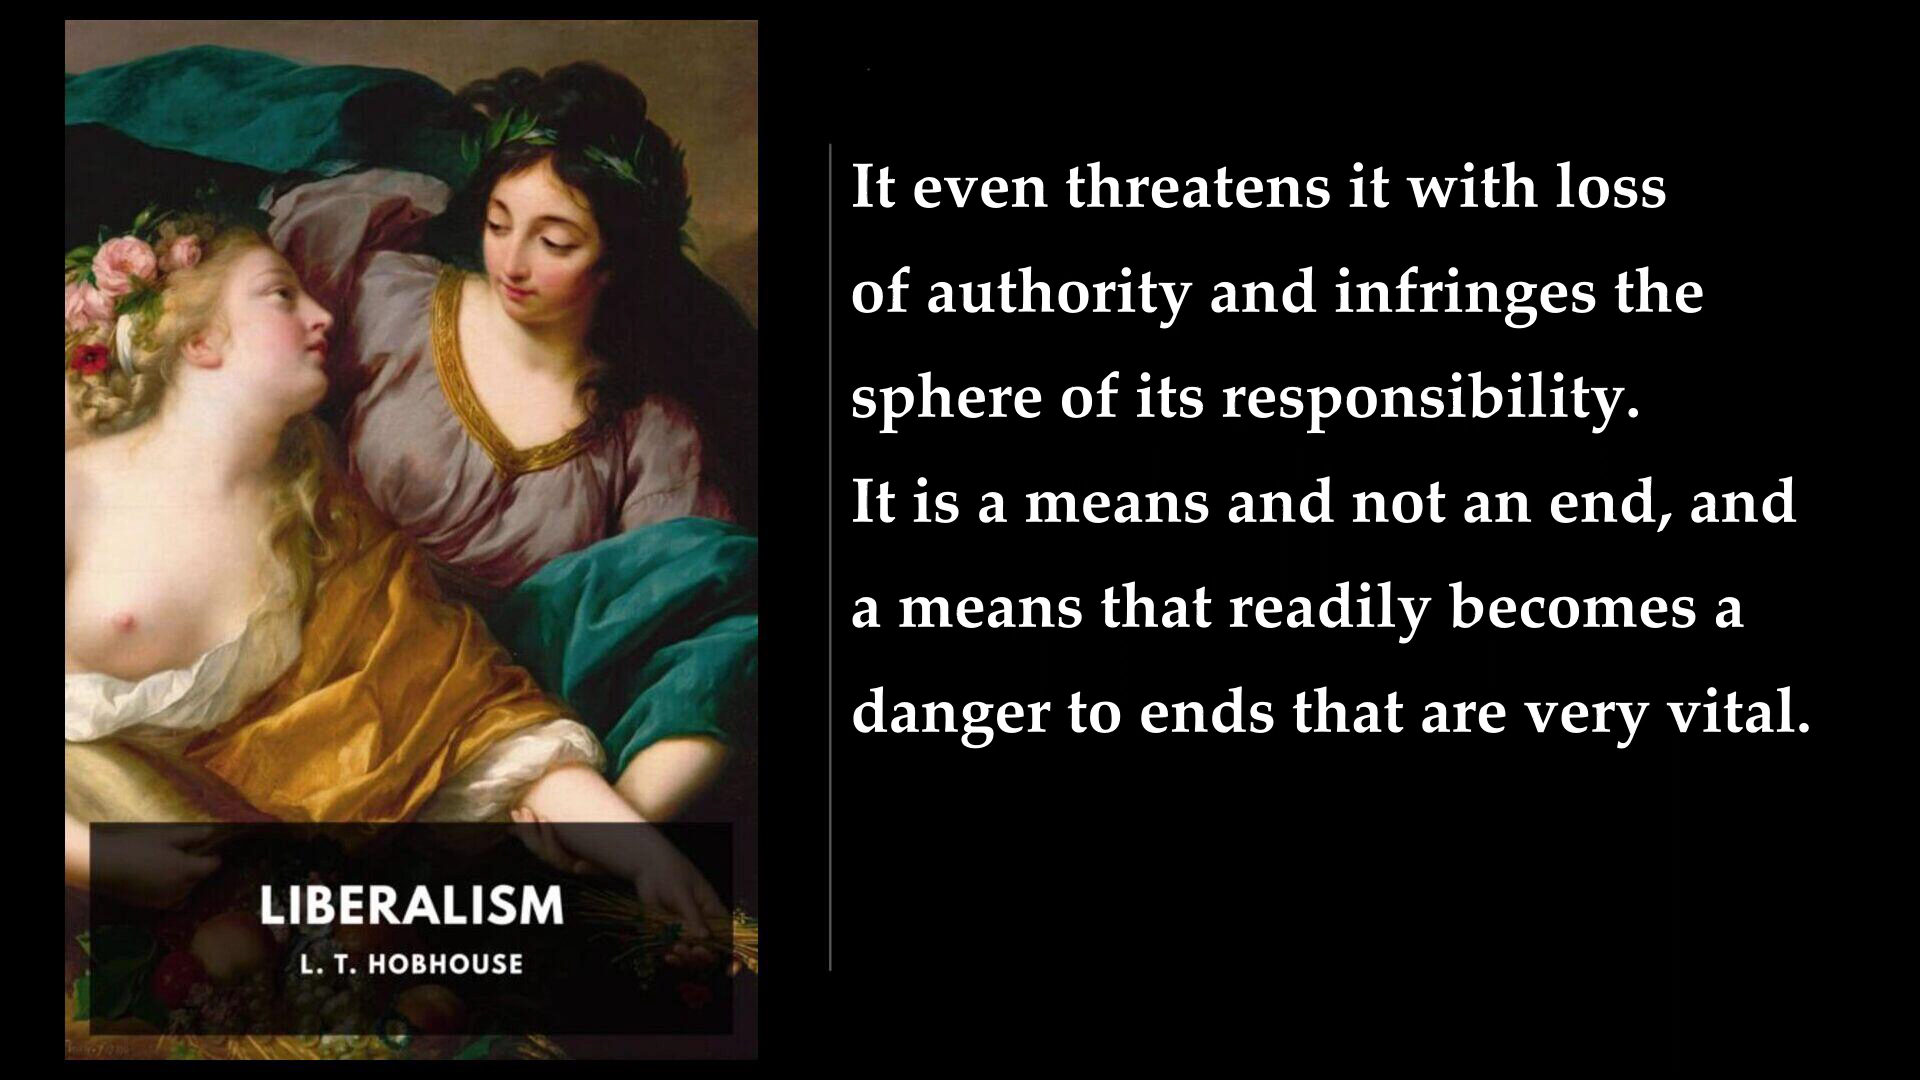 It even threatens it with loss
of authority and infringes the
sphere of its responsibility.
It is a means and not an end, and
a means that readily becomes a
danger to ends that are very vital.
LIBERALISM
L. T. HOBHOUSE